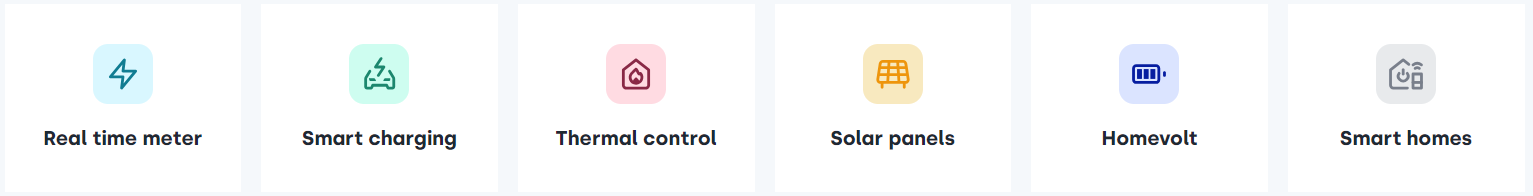 Real time meter
Smart charging
Thermal control
Solar panels
Homevolt
Smart homes